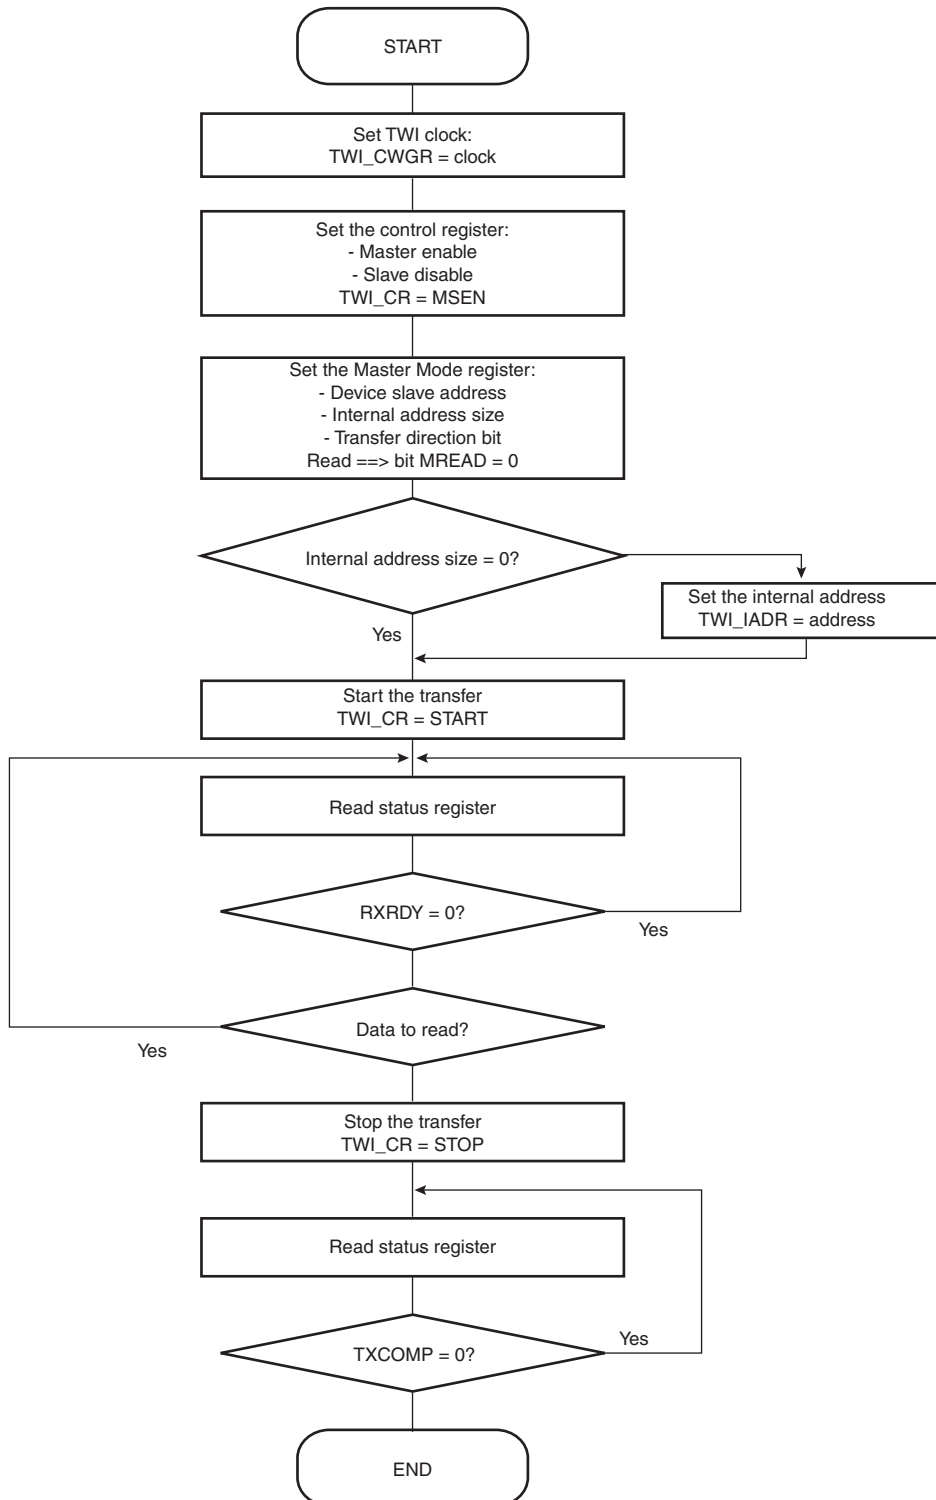 START
Set TWI clock:
TWI_CWGR = clock
Set the control register:
- Master enable
- Slave disable
TWI_CR = MSEN
Set the Master Mode register:
- Device slave address
- Internal address size
- Transfer direction bit
Read ==> bit MREAD = 0
Internal address size = 0?
Set the internal address
TWI_IADR = address
Yes
Start the transfer
TWI_CR = START
Read status register
RXRDY = 0?
Yes
Data to read?
Yes
Stop the transfer
TWI_CR = STOP
Read status register
TXCOMP = 0?
Yes
END